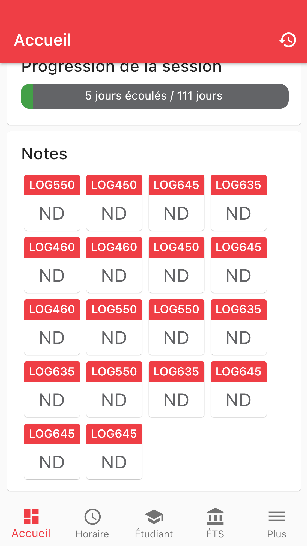 Accueil
Progression de la session
5 jours écoulés / 111 jours
Notes
LOG550 LOG450 LOG645 LOG635
ND ND ND ND
LOG460 LOG460 LOG450 LOG645
ND ND ND ND
LOG460 LOG550 LOG550 LOG635
ND ND ND ND
LOG635 LOG550 LOG635 LOG645
ND ND ND ND
LOG645 LOG645
ND ND
Accueil Horaire Étudiant ÉTS Plus